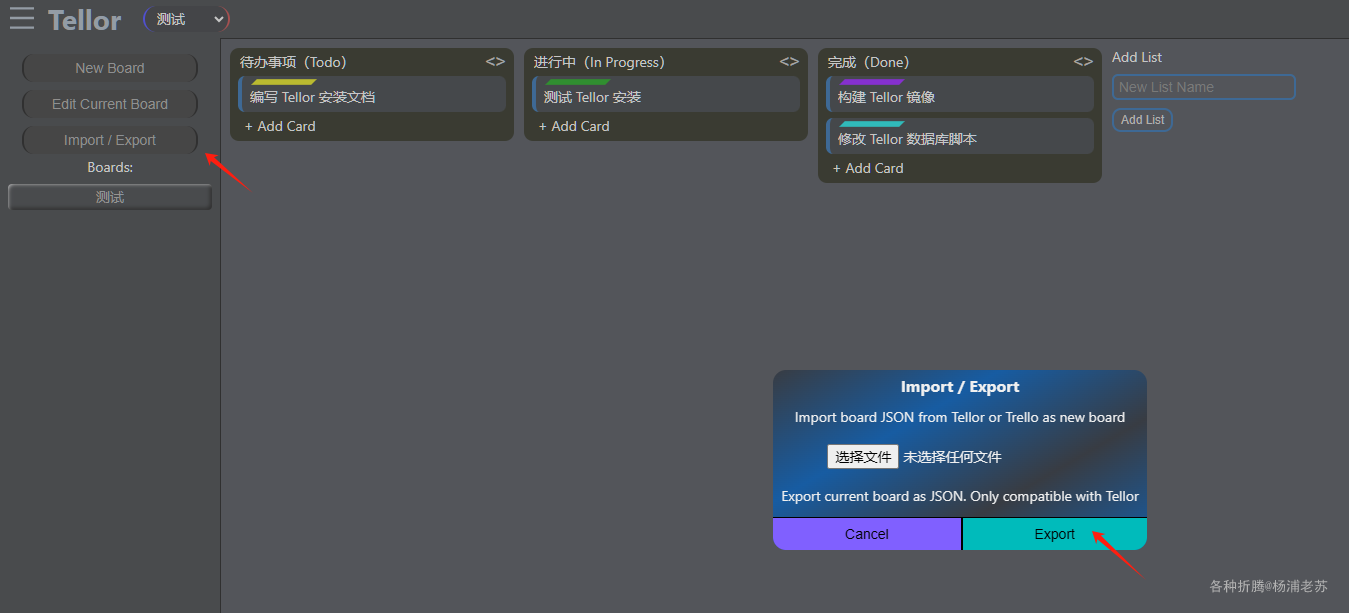 Tellor
测试
New Board
Edit Current Board
Import / Export
Boards:
测试
待办事项（Todo） <>
编写 Tellor 安装文档
+ Add Card
进行中（In Progress） <>
测试 Tellor 安装
+ Add Card
完成（Done） <>
构建 Tellor 镜像
修改 Tellor 数据库脚本
+ Add Card
Add List
New List Name
Add List
Import / Export
Import board JSON from Tellor or Trello as new board
选择文件 未选择任何文件
Export current board as JSON. Only compatible with Tellor
Cancel
Export
各种折腾@杨浦老苏